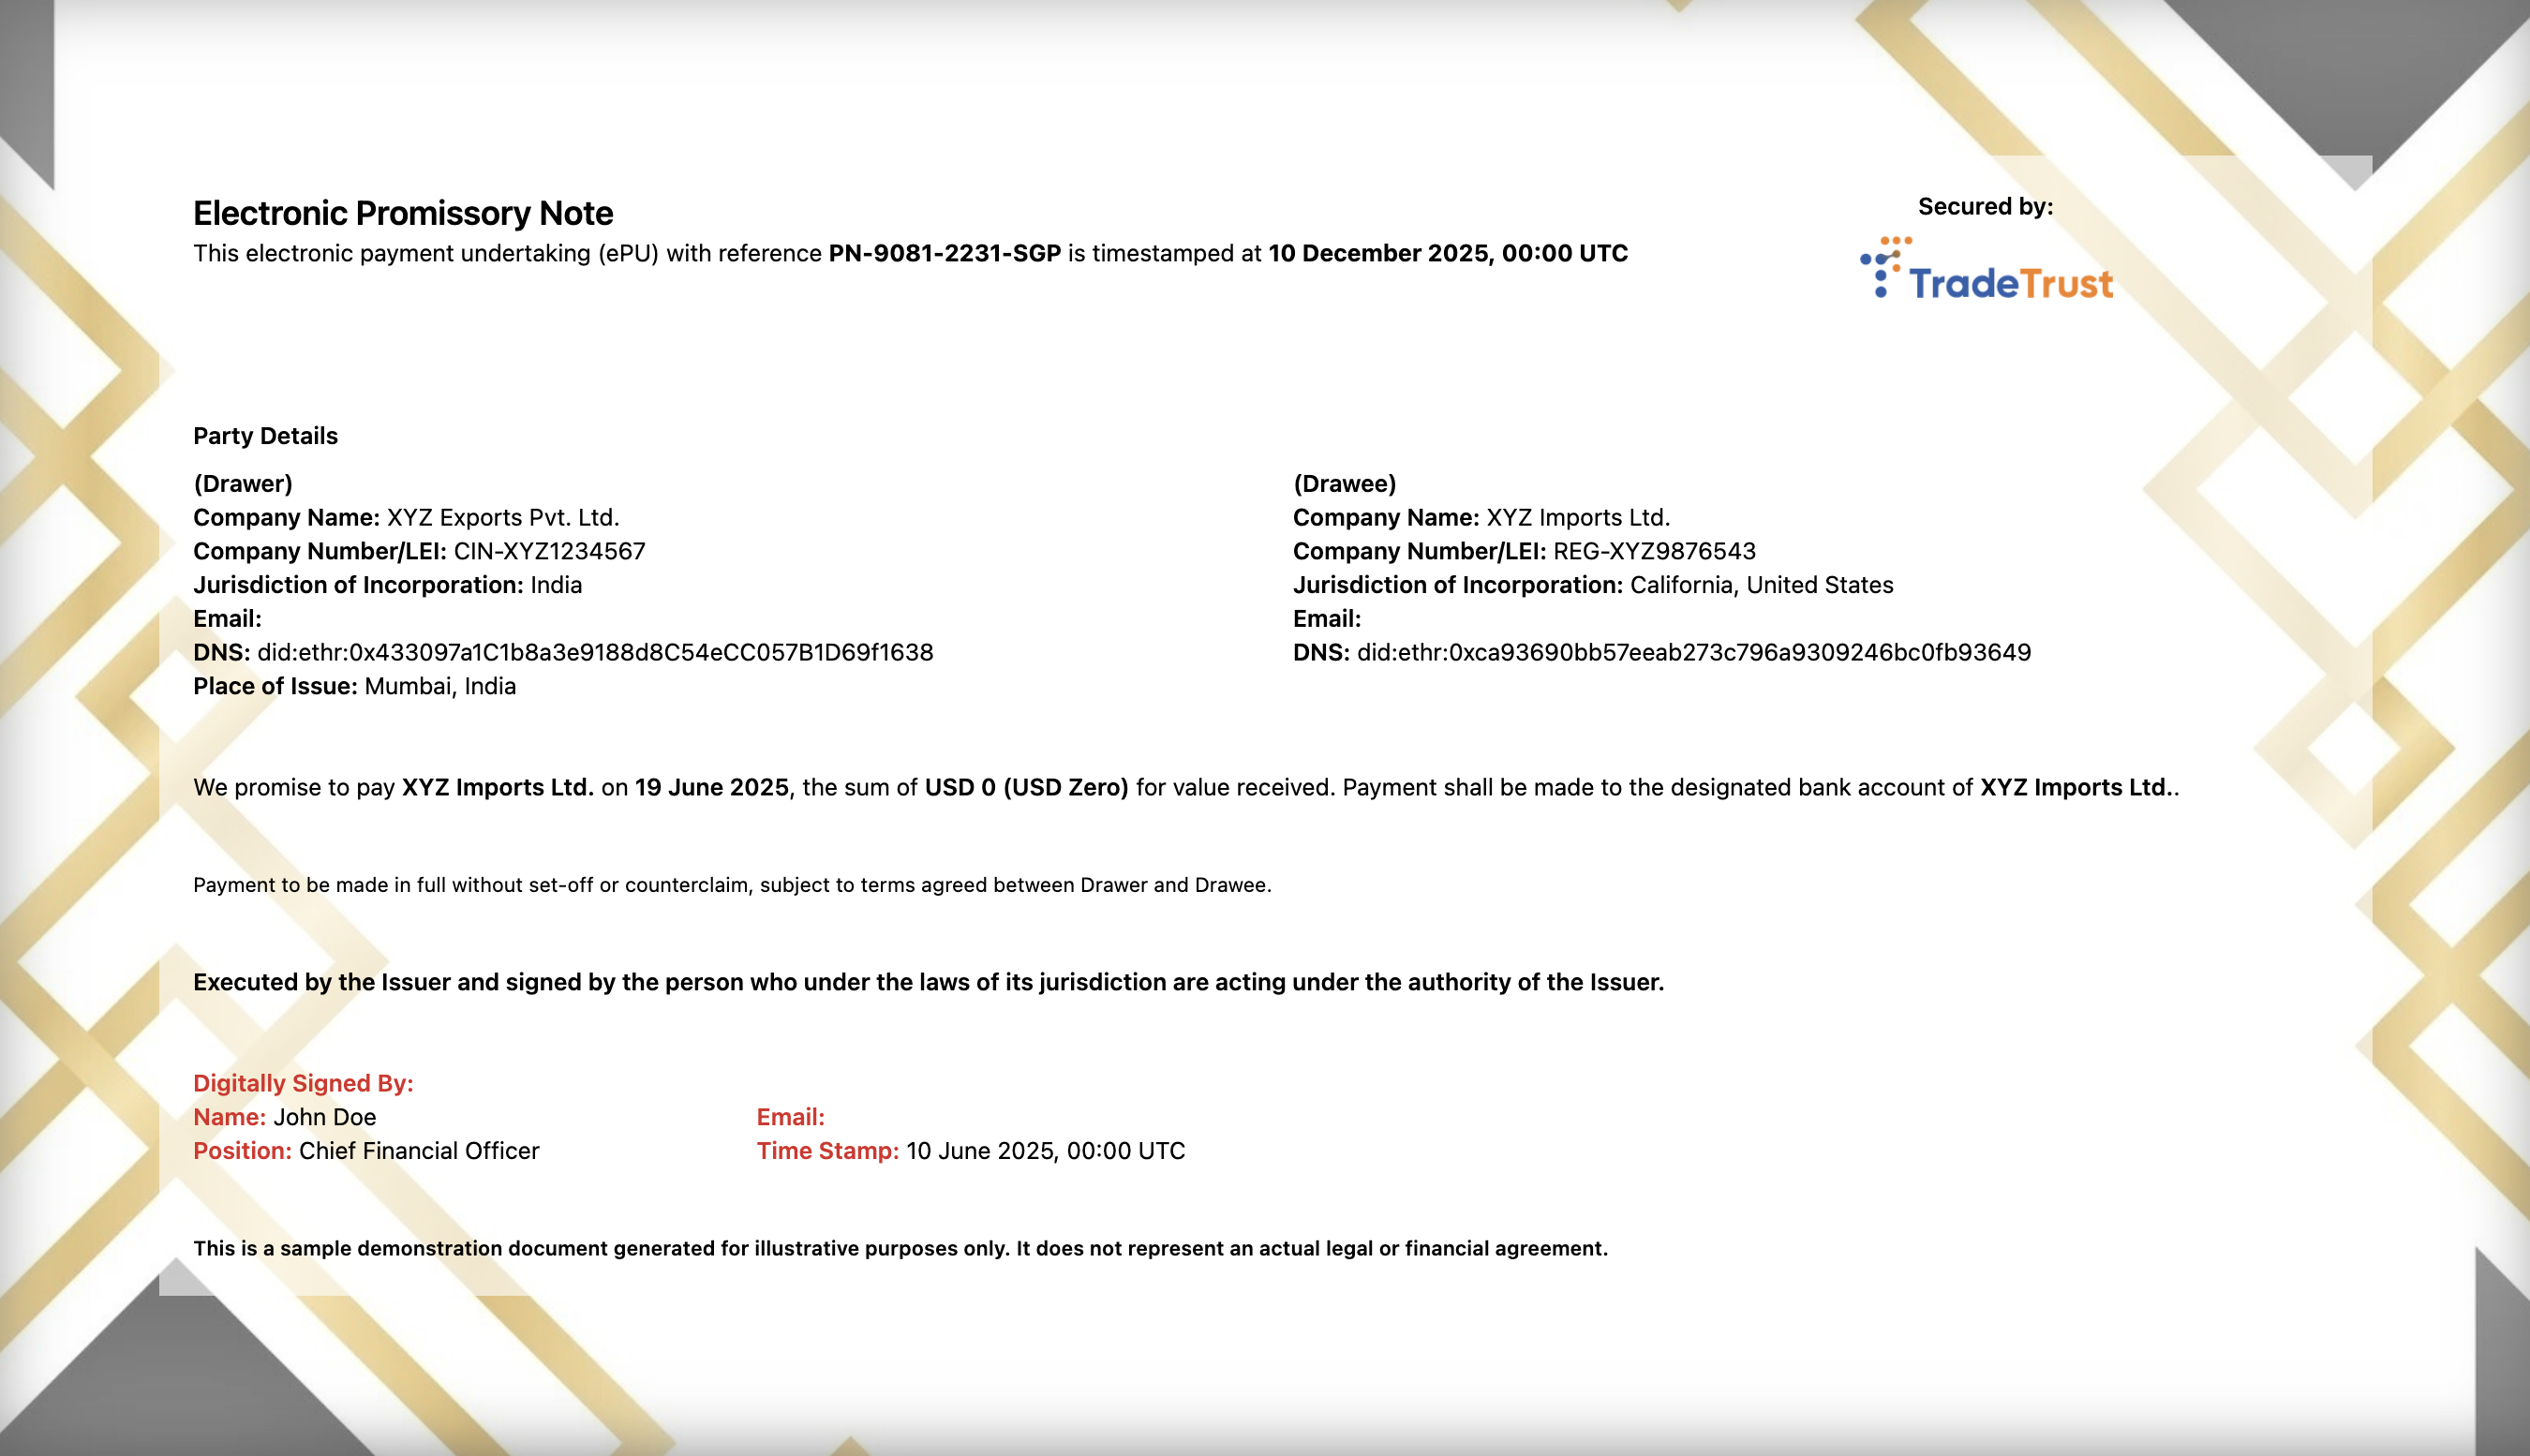 Electronic Promissory Note
This electronic payment undertaking (ePU) with reference PN-9081-2231-SGP is timestamped at 10 December 2025, 00:00 UTC
Secured by:
TradeTrust
Party Details
(Drawer)
Company Name: XYZ Exports Pvt. Ltd.
Company Number/LEI: CIN-XYZ1234567
Jurisdiction of Incorporation: India
Email:
DNS: did:ethr:0x433097a1C1b8a3e9188d8C54eCC057B1D69f1638
Place of Issue: Mumbai, India
(Drawee)
Company Name: XYZ Imports Ltd.
Company Number/LEI: REG-XYZ9876543
Jurisdiction of Incorporation: California, United States
Email:
DNS: did:ethr:0xca93690bb57eeab273c796a9309246bc0fb93649
We promise to pay XYZ Imports Ltd. on 19 June 2025, the sum of USD 0 (USD Zero) for value received. Payment shall be made to the designated bank account of XYZ Imports Ltd..
Payment to be made in full without set-off or counterclaim, subject to terms agreed between Drawer and Drawee.
Executed by the Issuer and signed by the person who under the laws of its jurisdiction are acting under the authority of the Issuer.
Digitally Signed By:
Name: John Doe
Position: Chief Financial Officer
Email:
Time Stamp: 10 June 2025, 00:00 UTC
This is a sample demonstration document generated for illustrative purposes only. It does not represent an actual legal or financial agreement.